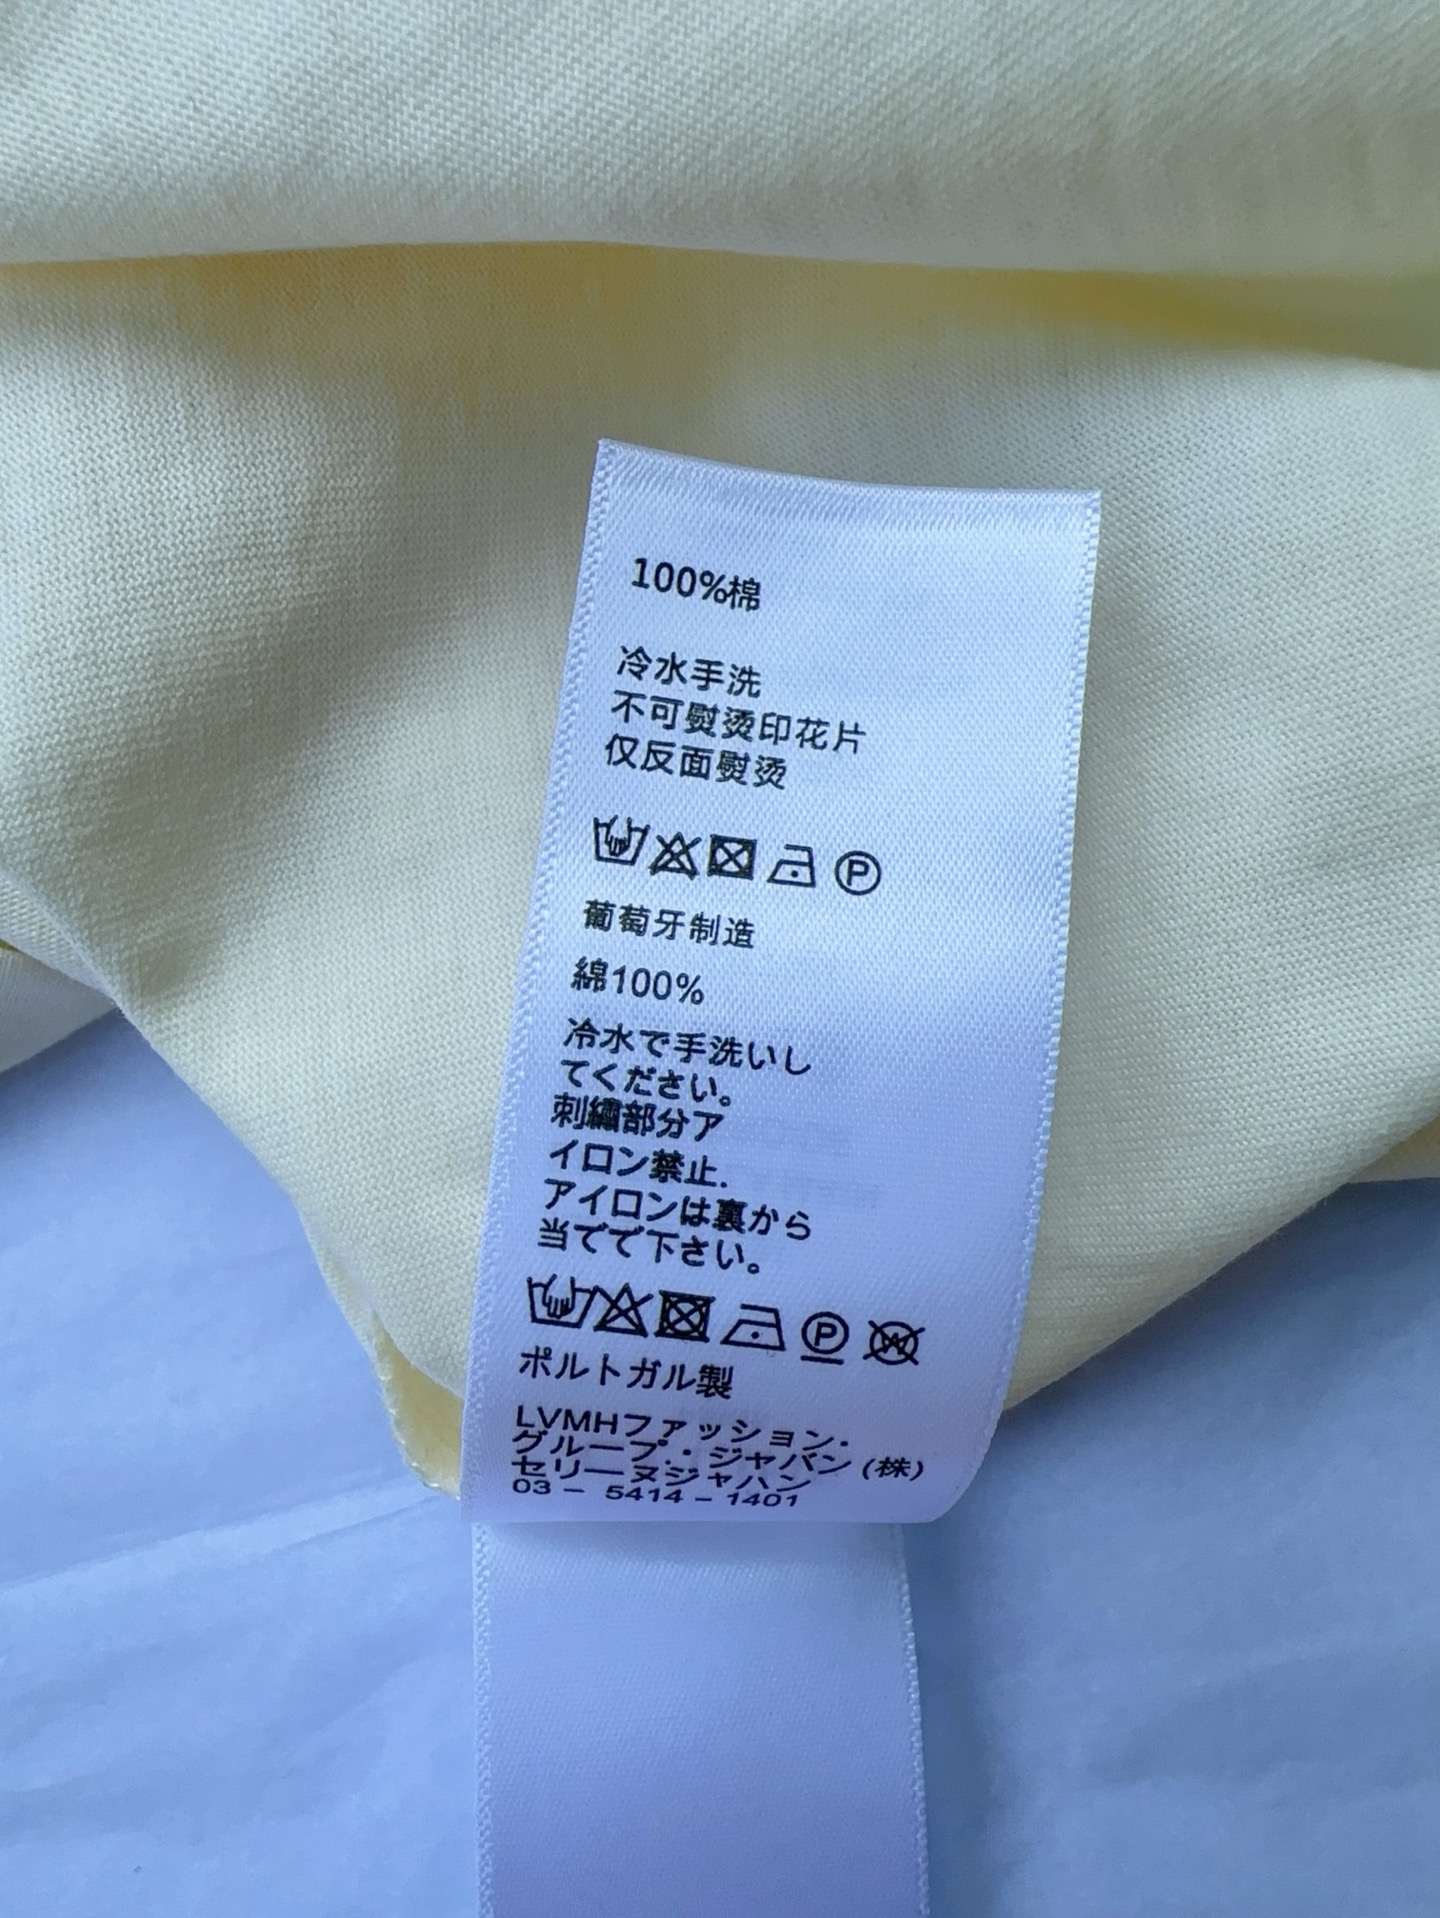 100%棉
冷水手洗
不可熨烫印花片
仅反面熨烫
P
葡萄牙制造
綿100%
冷水で手洗いし
てください。
刺繍部分ア
イロン禁止.
アイロンは裏から
当てで下さい。
P W
ポルトガル製
LVMHファッション・
グループ・ジャパン (株)
セリーヌジャハン
03 - 5414 - 1401